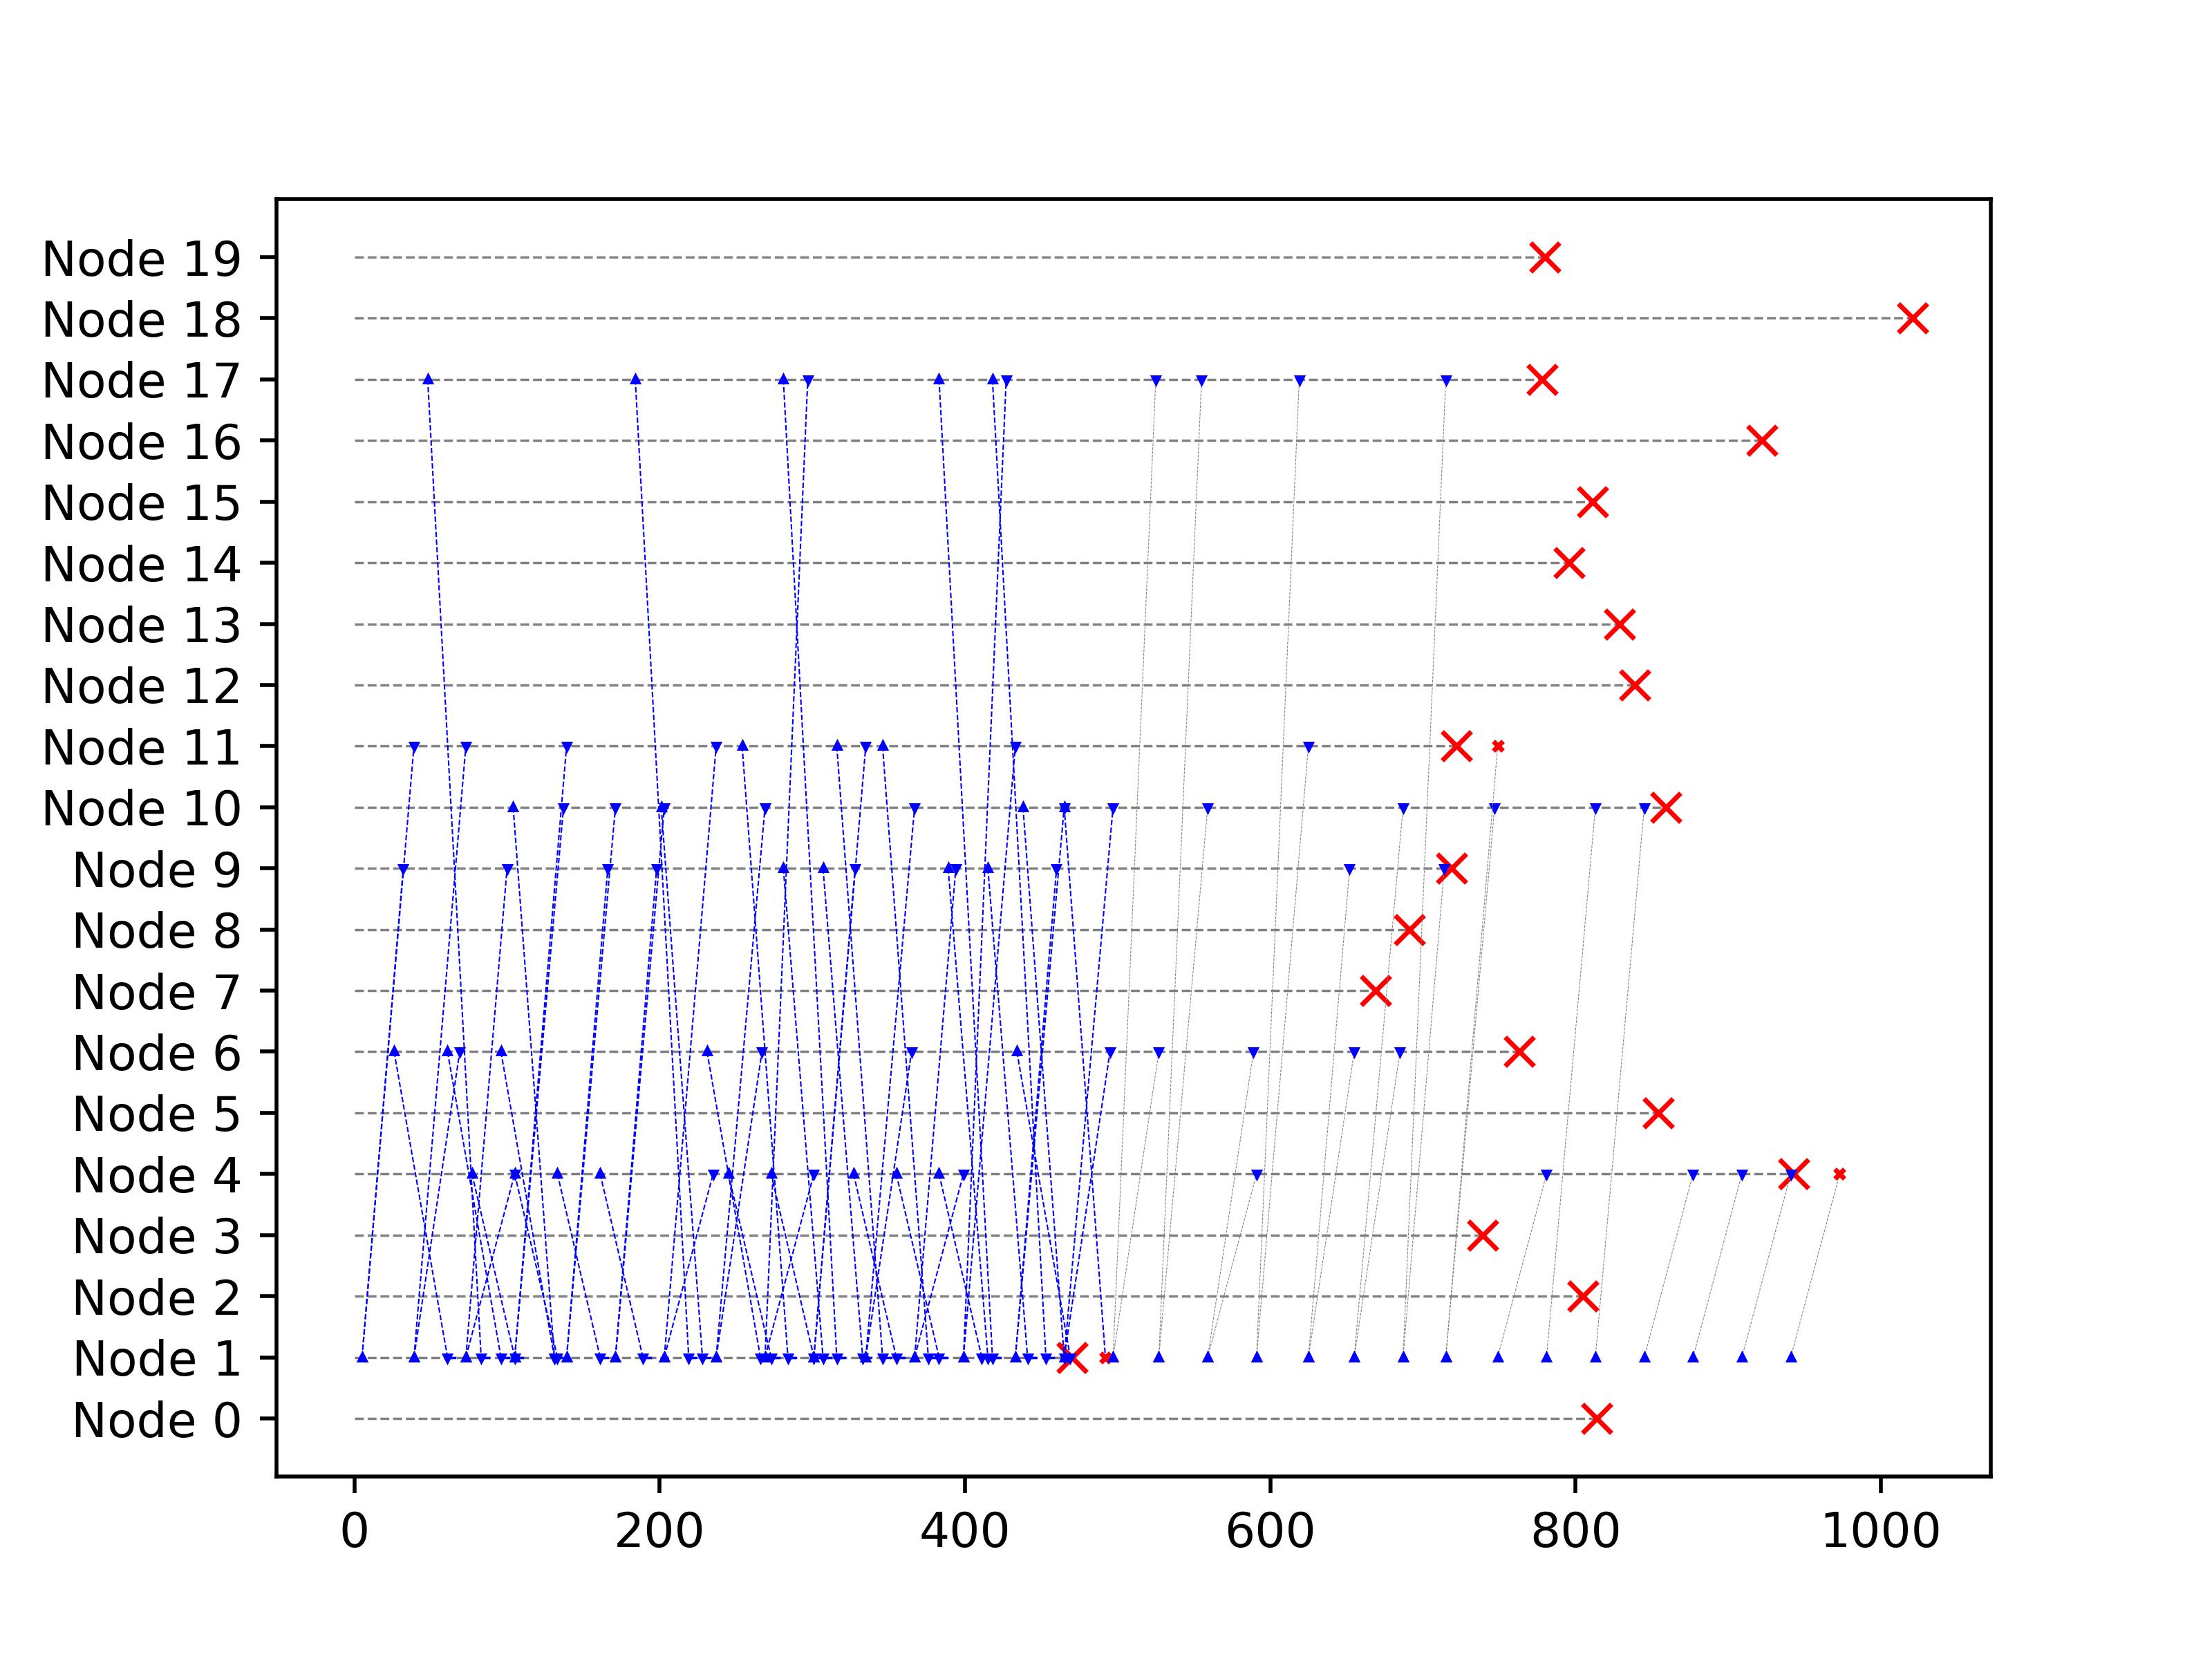 Node 19
Node 18
Node 17
Node 16
Node 15
Node 14
Node 13
Node 12
Node 11
Node 10
Node 9
Node 8
Node 7
Node 6
Node 5
Node 4
Node 3
Node 2
Node 1
Node 0
0 200 400 600 800 1000